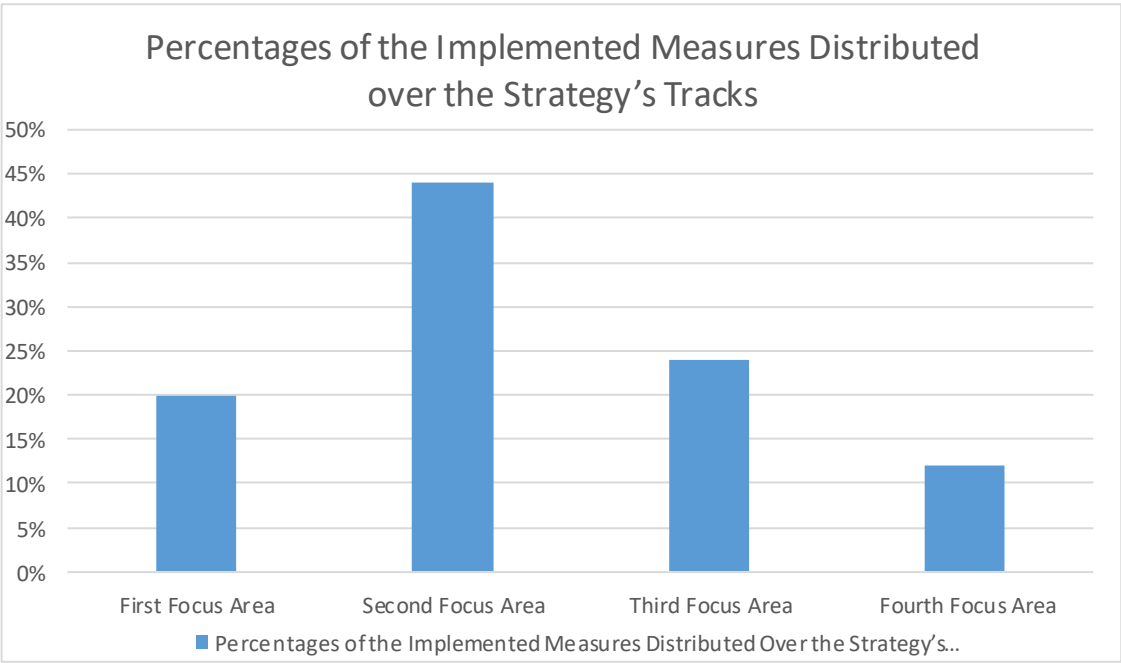 Percentages of the Implemented Measures Distributed
over the Strategy’s Tracks
50%
45%
40%
35%
30%
25%
20%
15%
10%
5%
0%
First Focus Area Second Focus Area Third Focus Area Fourth Focus Area
Percentages of the Implemented Measures Distributed Over the Strategy’s…